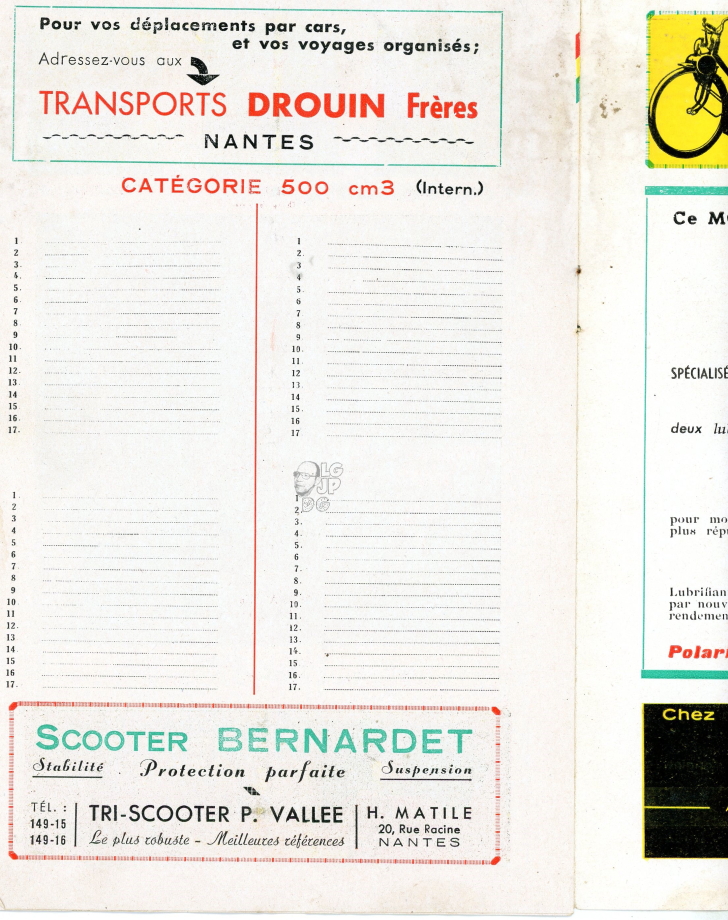 Pour vos déplacements par cars,
et vos voyages organisés;
Adressez-vous aux
TRANSPORTS DROUIN Frères
NANTES
CATÉGORIE 500 cm3 (Intern.)
1
2
3.
4.
5.
6.
7
8
9
10.
11
12.
13.
14
15
16.
17.
1
2.
3
4
5.
6
7
8
9.
10.
11.
12
13.
14.
15.
16.
17
1
2
3
4
5
6
7
8
9
10.
11
12.
13.
14
15
16
17.
LG
JP
DG
1
2.
3.
4.
5.
6
7.
8.
9.
10.
11.
12.
13.
14.
15
16.
17.
SCOOTER BERNARDET
Stabilité . Protection parfaite Suspension
TÉL. :
149-15
149-16
TRI-SCOOTER P. VALLEE
Le plus robuste - Meilleures références
H. MATILE
20, Rue Racine
NANTES
Ce M
SPÉCIALISÉ
deux lu
pour mo
plus rép
Lubrifian
par nouv
rendemen
Polar
Chez